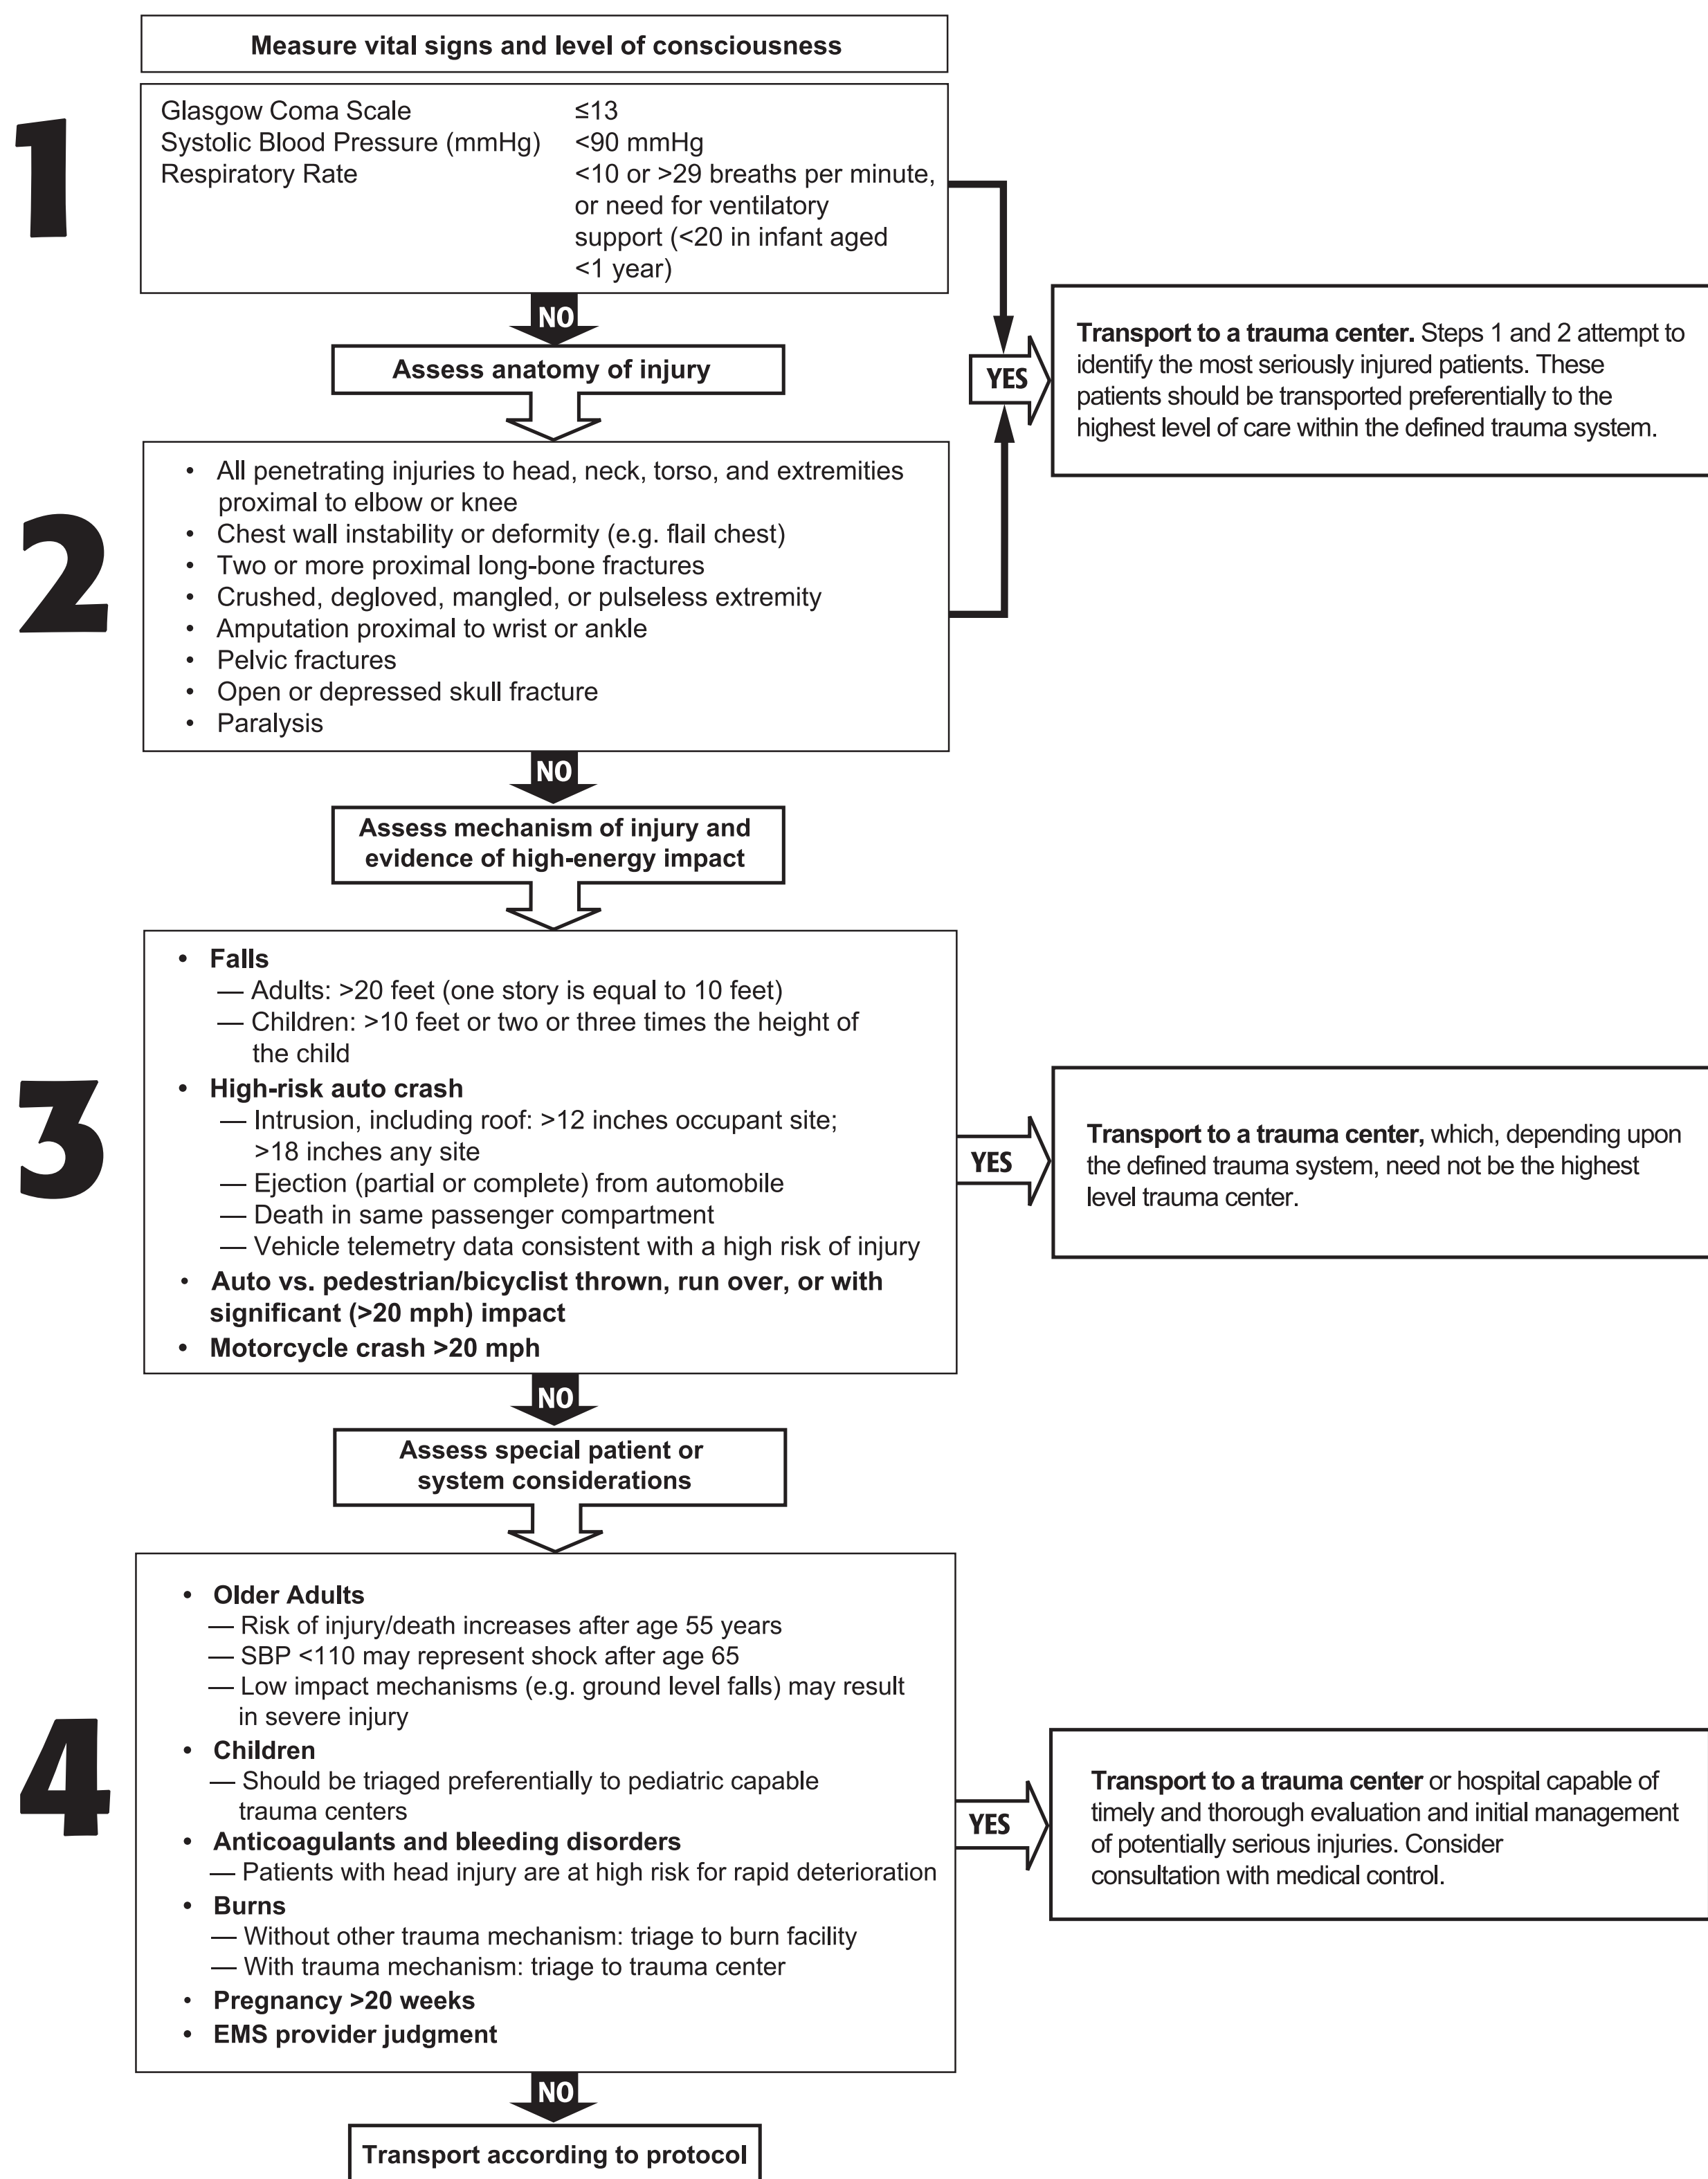 Measure vital signs and level of consciousness
1
Glasgow Coma Scale ≤13
Systolic Blood Pressure (mmHg) <90 mmHg
Respiratory Rate <10 or >29 breaths per minute,
or need for ventilatory
support (<20 in infant aged
<1 year)
NO
YES
Transport to a trauma center. Steps 1 and 2 attempt to
identify the most seriously injured patients. These
patients should be transported preferentially to the
highest level of care within the defined trauma system.
Assess anatomy of injury
2
• All penetrating injuries to head, neck, torso, and extremities
proximal to elbow or knee
• Chest wall instability or deformity (e.g. flail chest)
• Two or more proximal long-bone fractures
• Crushed, degloved, mangled, or pulseless extremity
• Amputation proximal to wrist or ankle
• Pelvic fractures
• Open or depressed skull fracture
• Paralysis
NO
Assess mechanism of injury and
evidence of high-energy impact
3
• Falls
— Adults: >20 feet (one story is equal to 10 feet)
— Children: >10 feet or two or three times the height of
the child
• High-risk auto crash
— Intrusion, including roof: >12 inches occupant site;
>18 inches any site
— Ejection (partial or complete) from automobile
— Death in same passenger compartment
— Vehicle telemetry data consistent with a high risk of injury
• Auto vs. pedestrian/bicyclist thrown, run over, or with
significant (>20 mph) impact
• Motorcycle crash >20 mph
YES
Transport to a trauma center, which, depending upon
the defined trauma system, need not be the highest
level trauma center.
NO
Assess special patient or
system considerations
4
• Older Adults
— Risk of injury/death increases after age 55 years
— SBP <110 may represent shock after age 65
— Low impact mechanisms (e.g. ground level falls) may result
in severe injury
• Children
— Should be triaged preferentially to pediatric capable
trauma centers
• Anticoagulants and bleeding disorders
— Patients with head injury are at high risk for rapid deterioration
• Burns
— Without other trauma mechanism: triage to burn facility
— With trauma mechanism: triage to trauma center
• Pregnancy >20 weeks
• EMS provider judgment
YES
Transport to a trauma center or hospital capable of
timely and thorough evaluation and initial management
of potentially serious injuries. Consider
consultation with medical control.
NO
Transport according to protocol